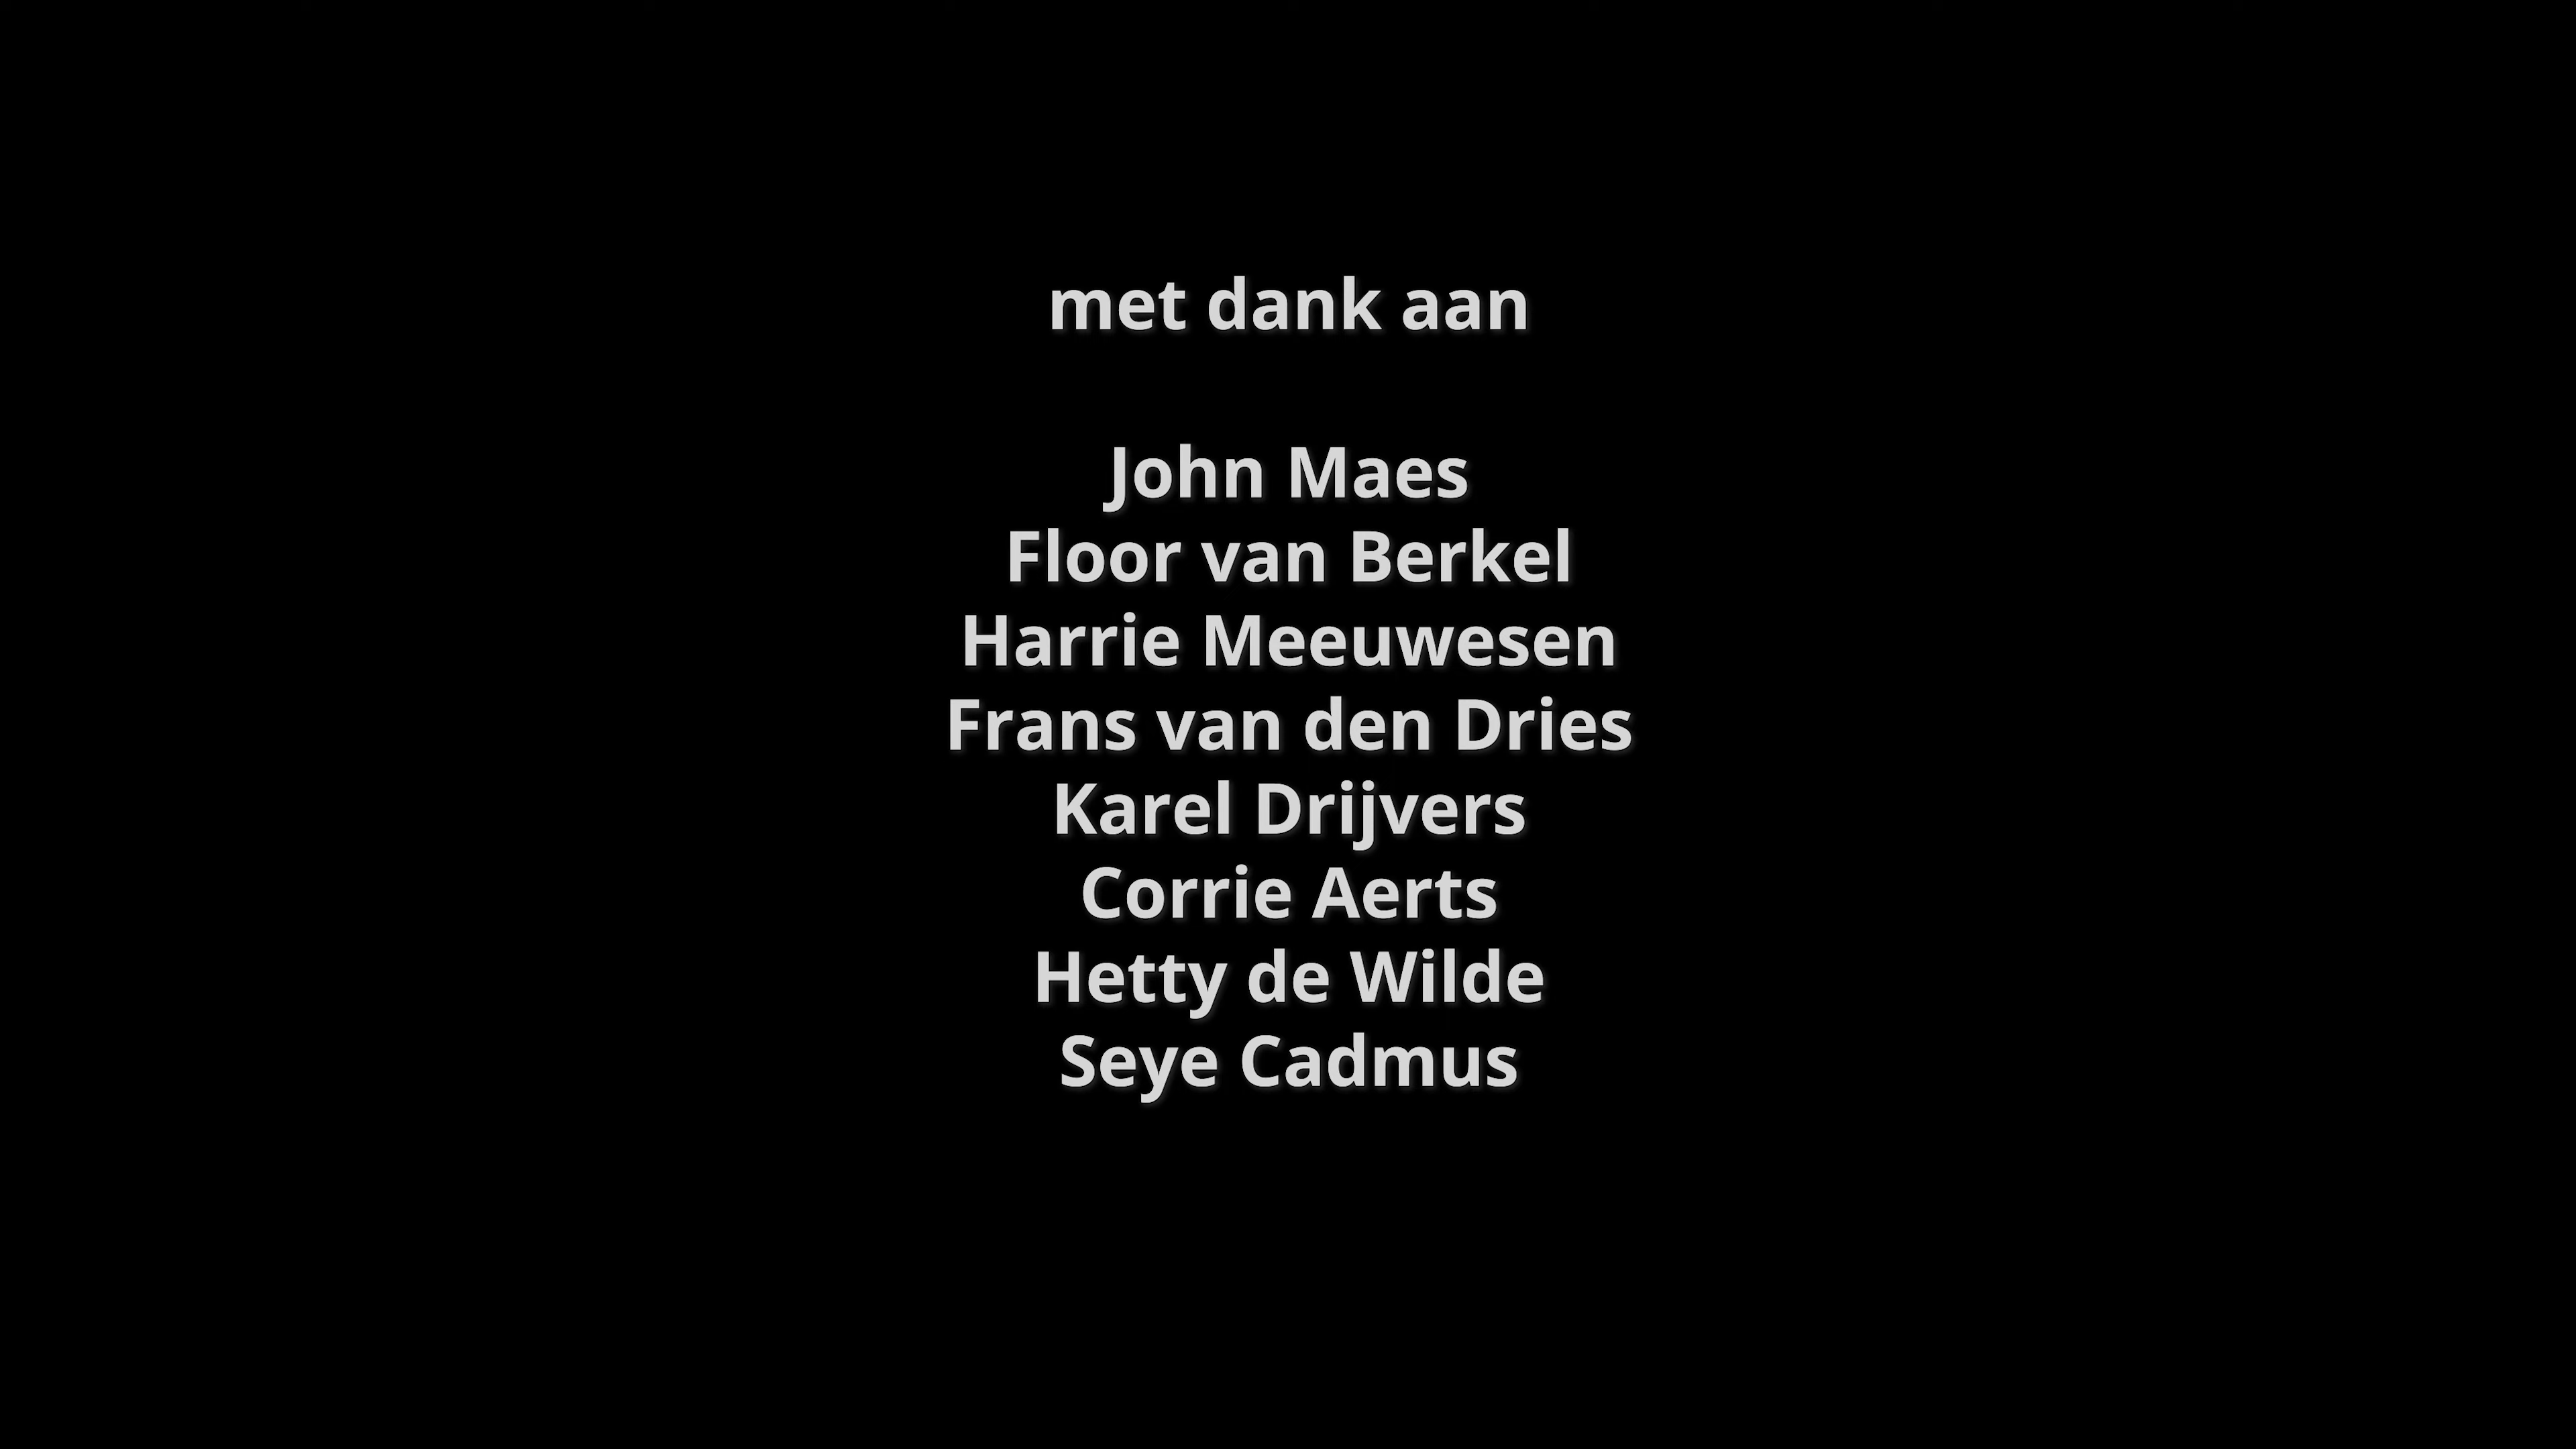 met dank aan
John Maes
Floor van Berkel
Harrie Meeuwesen
Frans van den Dries
Karel Drijvers
Corrie Aerts
Hetty de Wilde
Seye Cadmus